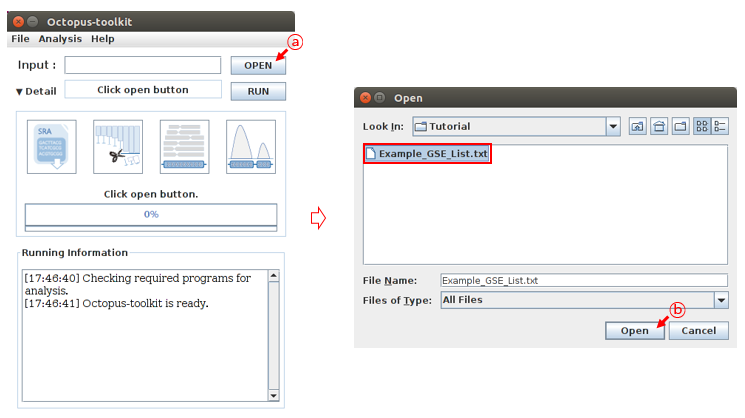 Octopus-toolkit
File Analysis Help
ⓐ
Input :
OPEN
▼ Detail
Click open button
RUN
SRA
Click open button.
0%
Running Information
[17:46:40] Checking required programs for
analysis.
[17:46:41] Octopus-toolkit is ready.
Open
Look In:
Tutorial
Example_GSE_List.txt
File Name:
Example_GSE_List.txt
Files of Type:
All Files
ⓑ
Open
Cancel